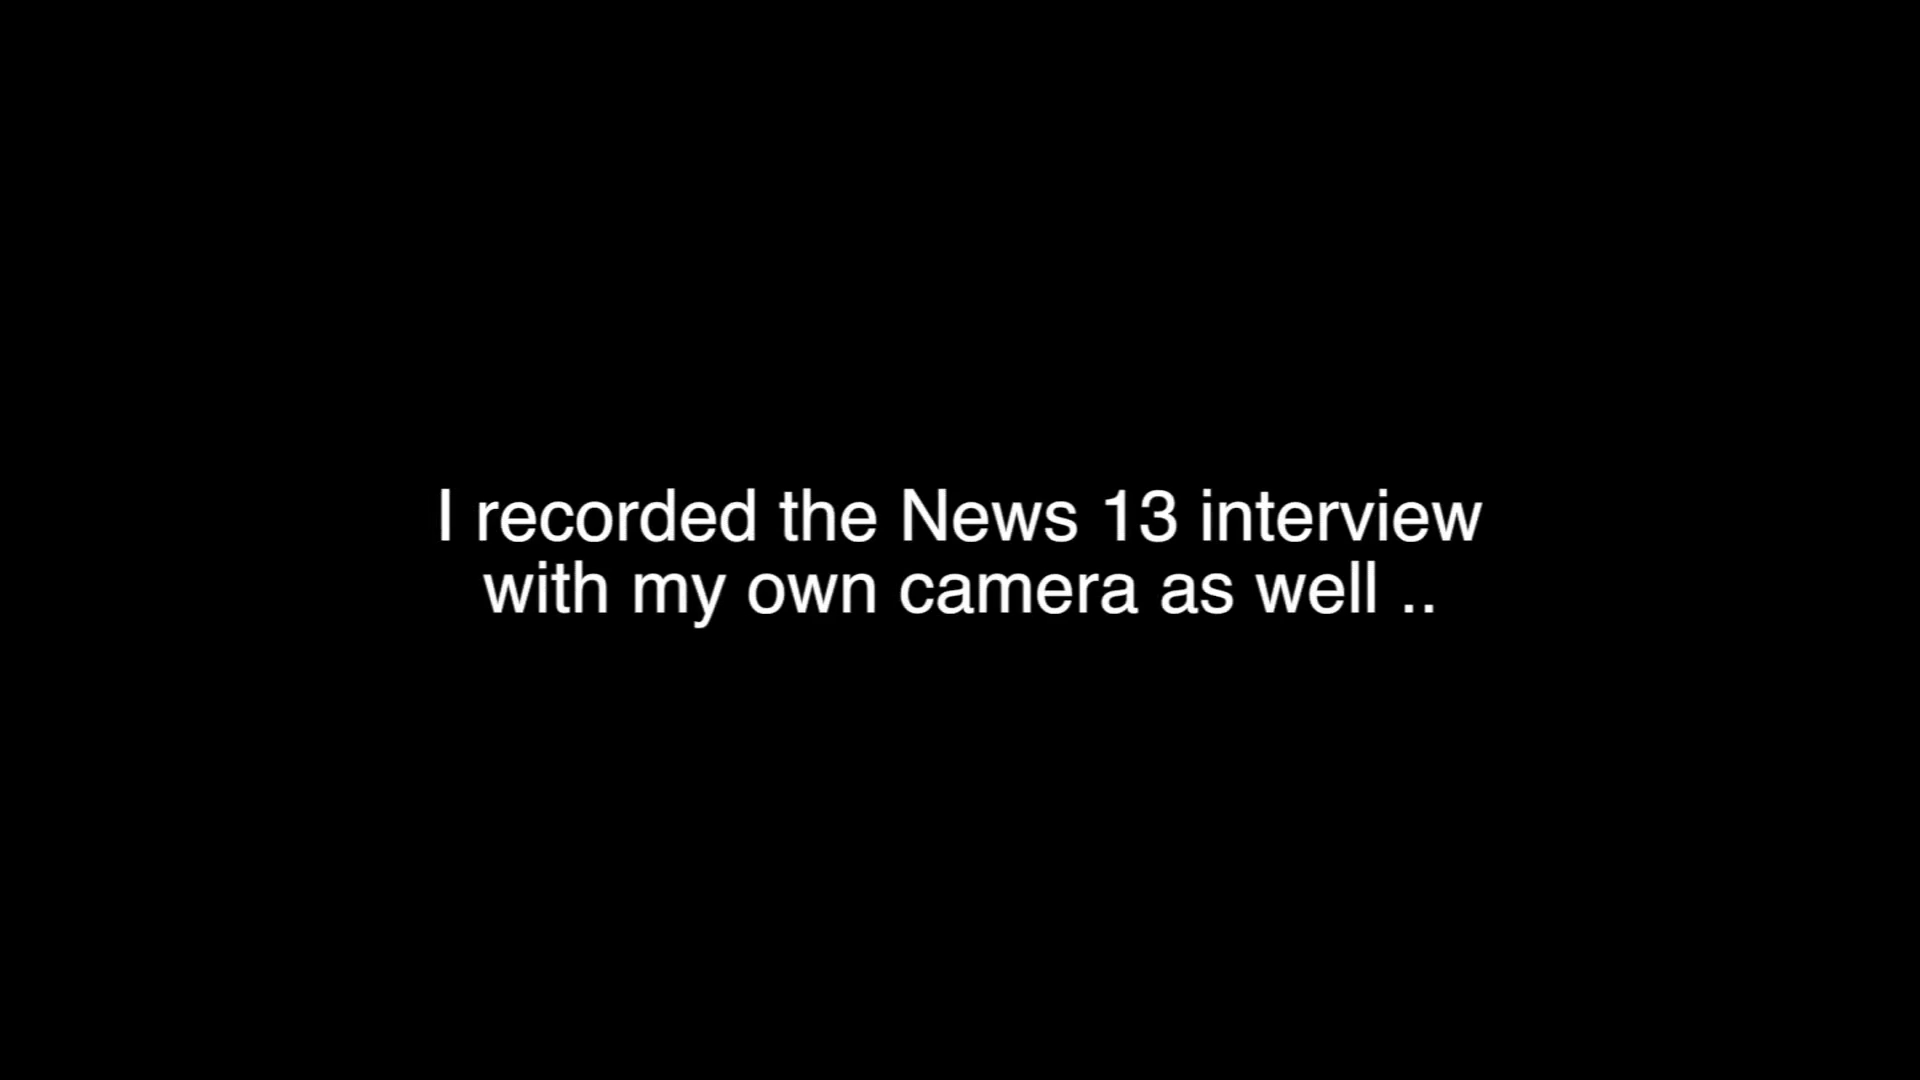 I recorded the News 13 interview
with my own camera as well ..